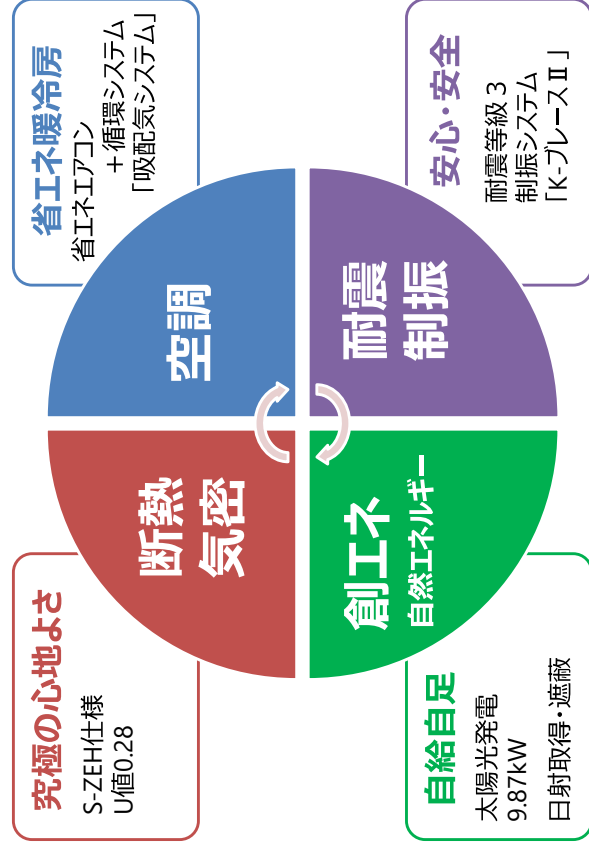 究極の心地よさ
S-ZEH仕様
U値0.28
断熱
気密
省エネ暖冷房
省エネエアコン
+循環システム
「吸配気システム」
空調
自給自足
太陽光発電
9.87kW
日射取得・遮蔽
創エネ
自然エネルギー
安心・安全
耐震等級3
制振システム
「K-ブレースⅡ」
耐震
制振